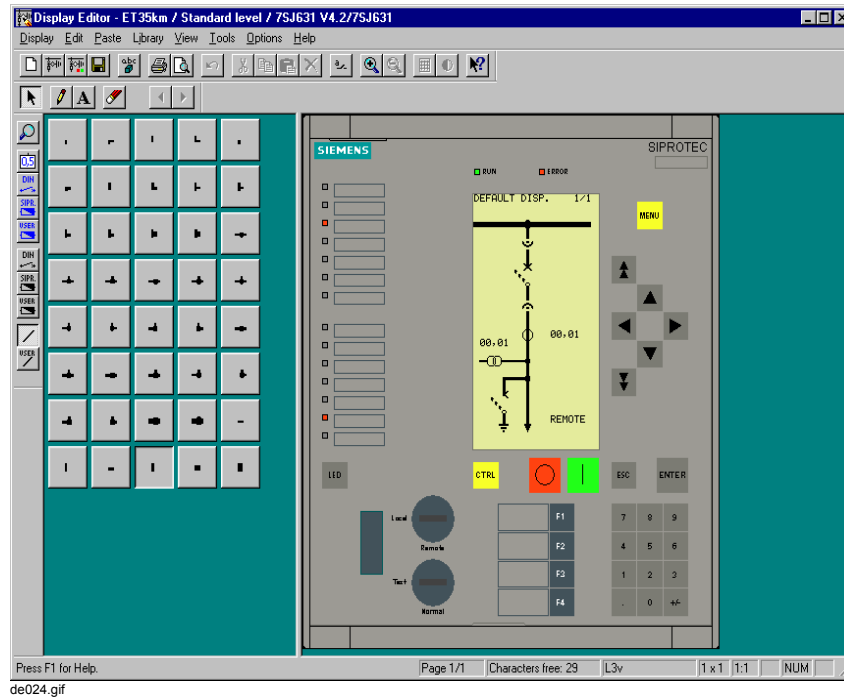 Display Editor - ET35km / Standard level / 7SJ631 V4.2/7SJ631
Display Edit Paste Library View Tools Options Help
abc
A
0.5
DIN
SIPR.
USER
DIN
SIPR.
USER
USER
SIEMENS
SIPROTEC
RUN
ERROR
DEFAULT DISP. 1/1
MENU
00,01
00,01
REMOTE
LED
CTRL
ESC
ENTER
Local
Remote
Test
Normal
F1
F2
F3
F4
7 8 9
4 5 6
1 2 3
. 0 +/-
Press F1 for Help.
Page 1/1
Characters free: 29
L3v
1 x 1
1:1
NUM
de024.gif